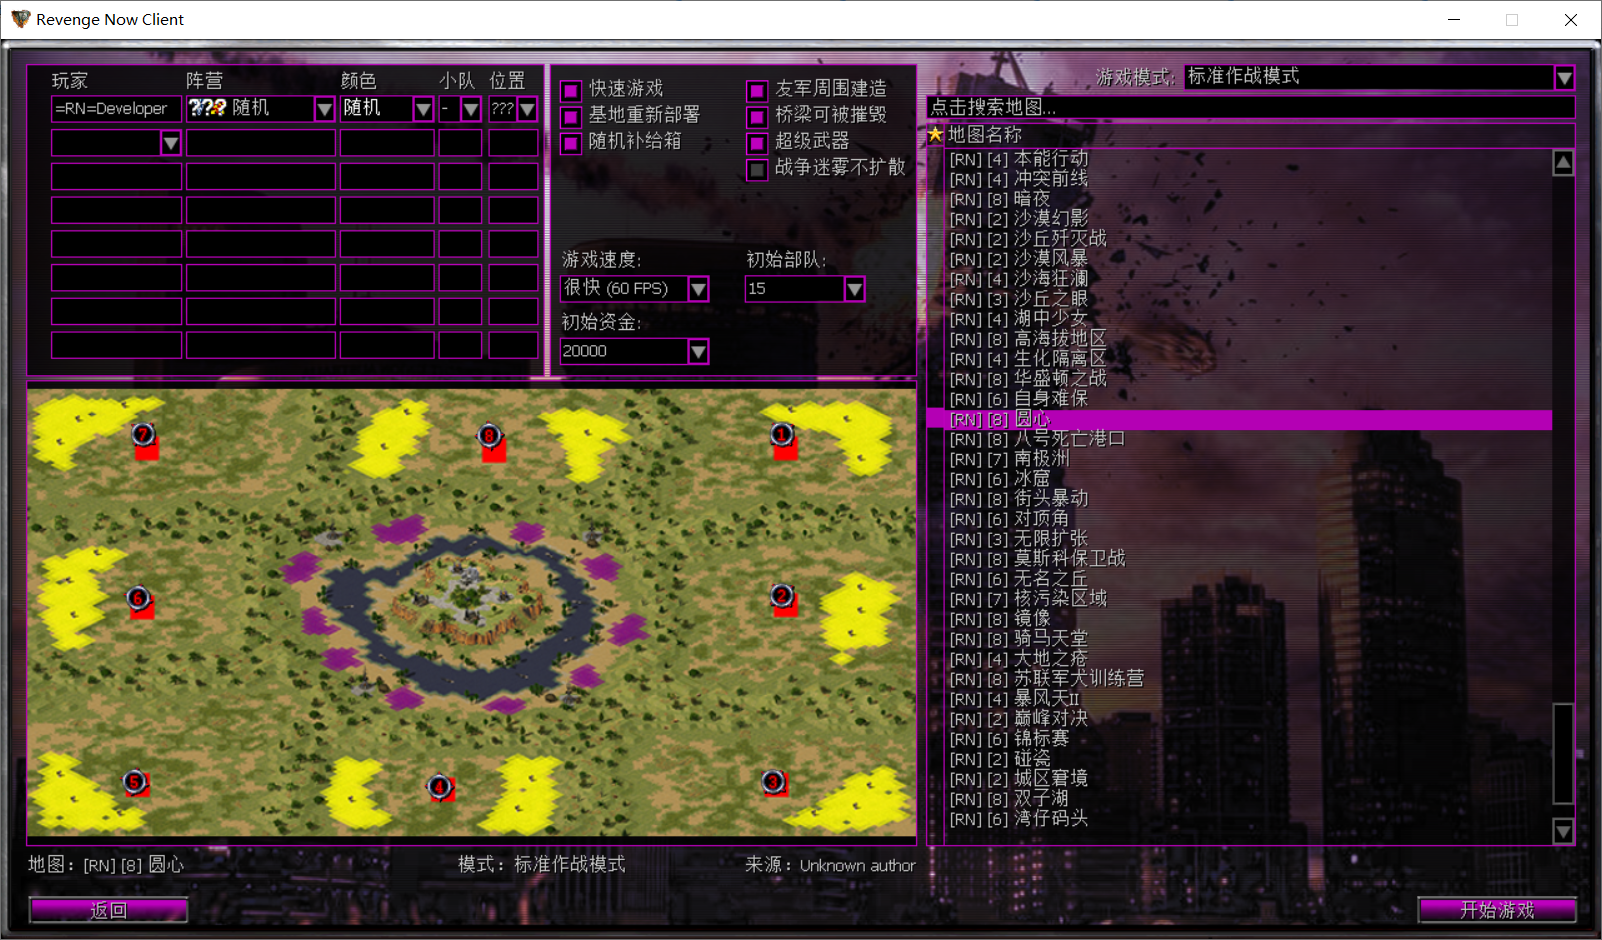 Revenge Now Client
玩家 阵营 颜色 小队 位置
=RN=Developer ??? 随机 随机 - ???
快速游戏
基地重新部署
随机补给箱
友军周围建造
桥梁可被摧毁
超级武器
战争迷雾不扩散
游戏速度:
很快 (60 FPS)
初始部队:
15
初始资金:
20000
游戏模式: 标准作战模式
点击搜索地图...
地图名称
[RN] [4] 本能行动
[RN] [4] 冲突前线
[RN] [8] 暗夜
[RN] [2] 沙漠幻影
[RN] [2] 沙丘歼灭战
[RN] [2] 沙漠风暴
[RN] [4] 沙海狂澜
[RN] [3] 沙丘之眼
[RN] [4] 湖中少女
[RN] [8] 高海拔地区
[RN] [4] 生化隔离区
[RN] [8] 华盛顿之战
[RN] [6] 自身难保
[RN] [8] 圆心
[RN] [8] 八号死亡港口
[RN] [7] 南极洲
[RN] [6] 冰窟
[RN] [8] 街头暴动
[RN] [6] 对顶角
[RN] [3] 无限扩张
[RN] [8] 莫斯科保卫战
[RN] [6] 无名之丘
[RN] [7] 核污染区域
[RN] [8] 镜像
[RN] [8] 骑马天堂
[RN] [4] 大地之疮
[RN] [8] 苏联军犬训练营
[RN] [4] 暴风天II
[RN] [2] 巅峰对决
[RN] [6] 锦标赛
[RN] [2] 碰瓷
[RN] [2] 城区窘境
[RN] [8] 双子湖
[RN] [6] 湾仔码头
7 8 1
6 2
5 4 3
地图：[RN] [8] 圆心
模式：标准作战模式
来源：Unknown author
返回
开始游戏